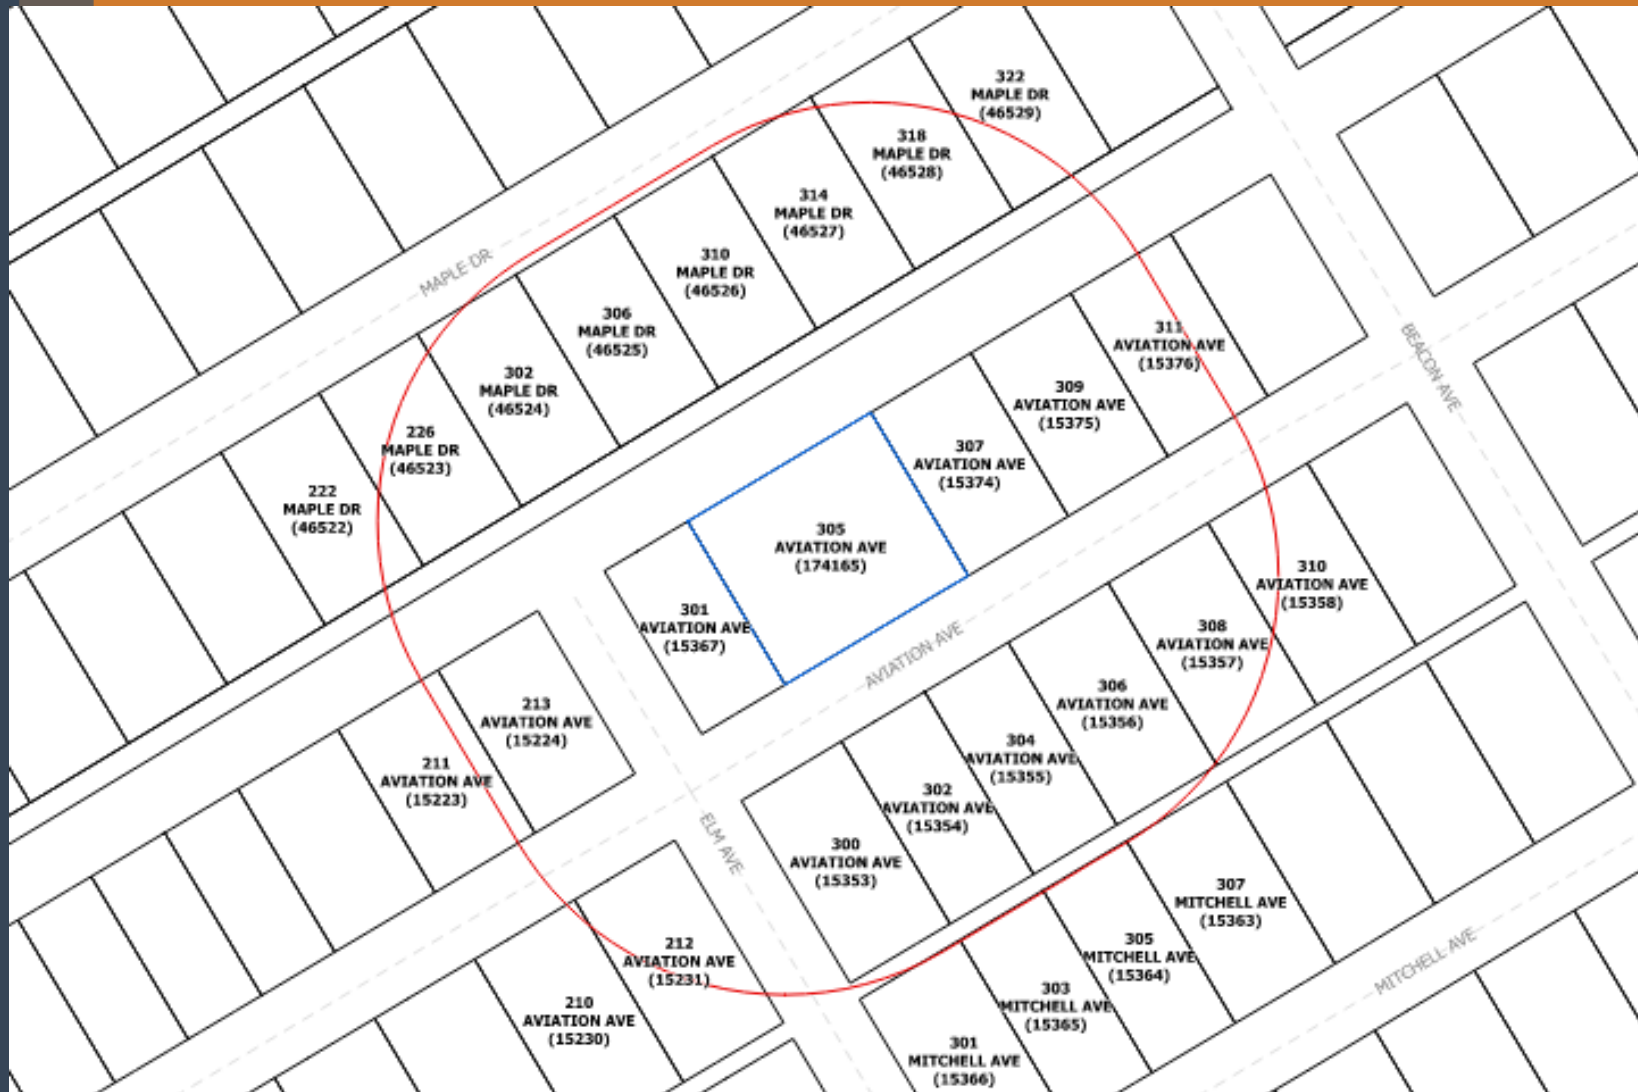 322
MAPLE DR
(46529)
318
MAPLE DR
(46528)
314
MAPLE DR
(46527)
310
MAPLE DR
(46526)
306
MAPLE DR
(46525)
302
MAPLE DR
(46524)
226
MAPLE DR
(46523)
222
MAPLE DR
(46522)
MAPLE DR
311
AVIATION AVE
(15376)
309
AVIATION AVE
(15375)
307
AVIATION AVE
(15374)
305
AVIATION AVE
(174165)
301
AVIATION AVE
(15367)
BEACON AVE
AVIATION AVE
213
AVIATION AVE
(15224)
211
AVIATION AVE
(15223)
310
AVIATION AVE
(15358)
308
AVIATION AVE
(15357)
306
AVIATION AVE
(15356)
304
AVIATION AVE
(15355)
302
AVIATION AVE
(15354)
300
AVIATION AVE
(15353)
ELM AVE
212
AVIATION AVE
(15231)
210
AVIATION AVE
(15230)
307
MITCHELL AVE
(15363)
305
MITCHELL AVE
(15364)
303
MITCHELL AVE
(15365)
301
MITCHELL AVE
(15366)
MITCHELL AVE